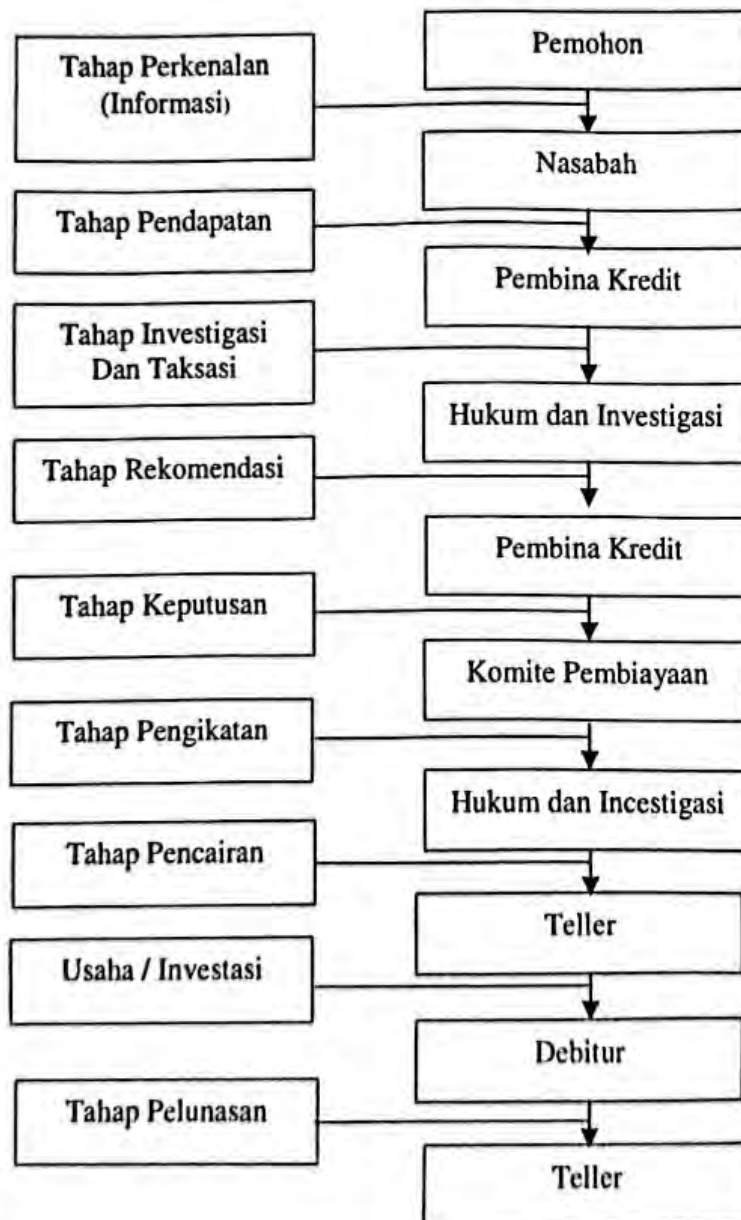 Pemohon
Tahap Perkenalan
(Informasi)
Nasabah
Tahap Pendapatan
Pembina Kredit
Tahap Investigasi
Dan Taksasi
Hukum dan Investigasi
Tahap Rekomendasi
Pembina Kredit
Tahap Keputusan
Komite Pembiayaan
Tahap Pengikatan
Hukum dan Incestigasi
Tahap Pencairan
Teller
Usaha / Investasi
Debitur
Tahap Pelunasan
Teller